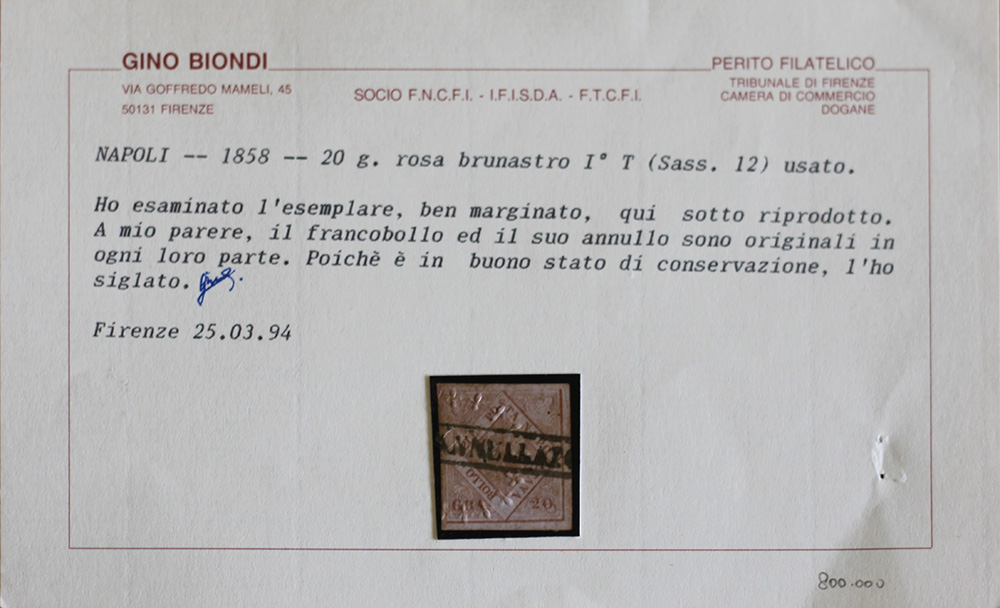 GINO BIONDI
VIA GOFFREDO MAMELI, 45
50131 FIRENZE
SOCIO F.N.C.F.I. - I.F.I.S.D.A. - F.T.C.F.I.
PERITO FILATELICO
TRIBUNALE DI FIRENZE
CAMERA DI COMMERCIO
DOGANE
NAPOLI -- 1858 -- 20 g. rosa brunastro I° T (Sass. 12) usato.
Ho esaminato l'esemplare, ben marginato, qui sotto riprodotto.
A mio parere, il francobollo ed il suo annullo sono originali in
ogni loro parte. Poichè è in buono stato di conservazione, l'ho
siglato.
Firenze 25.03.94
ANNULLATO
BOLLO
GRA 20
800.000